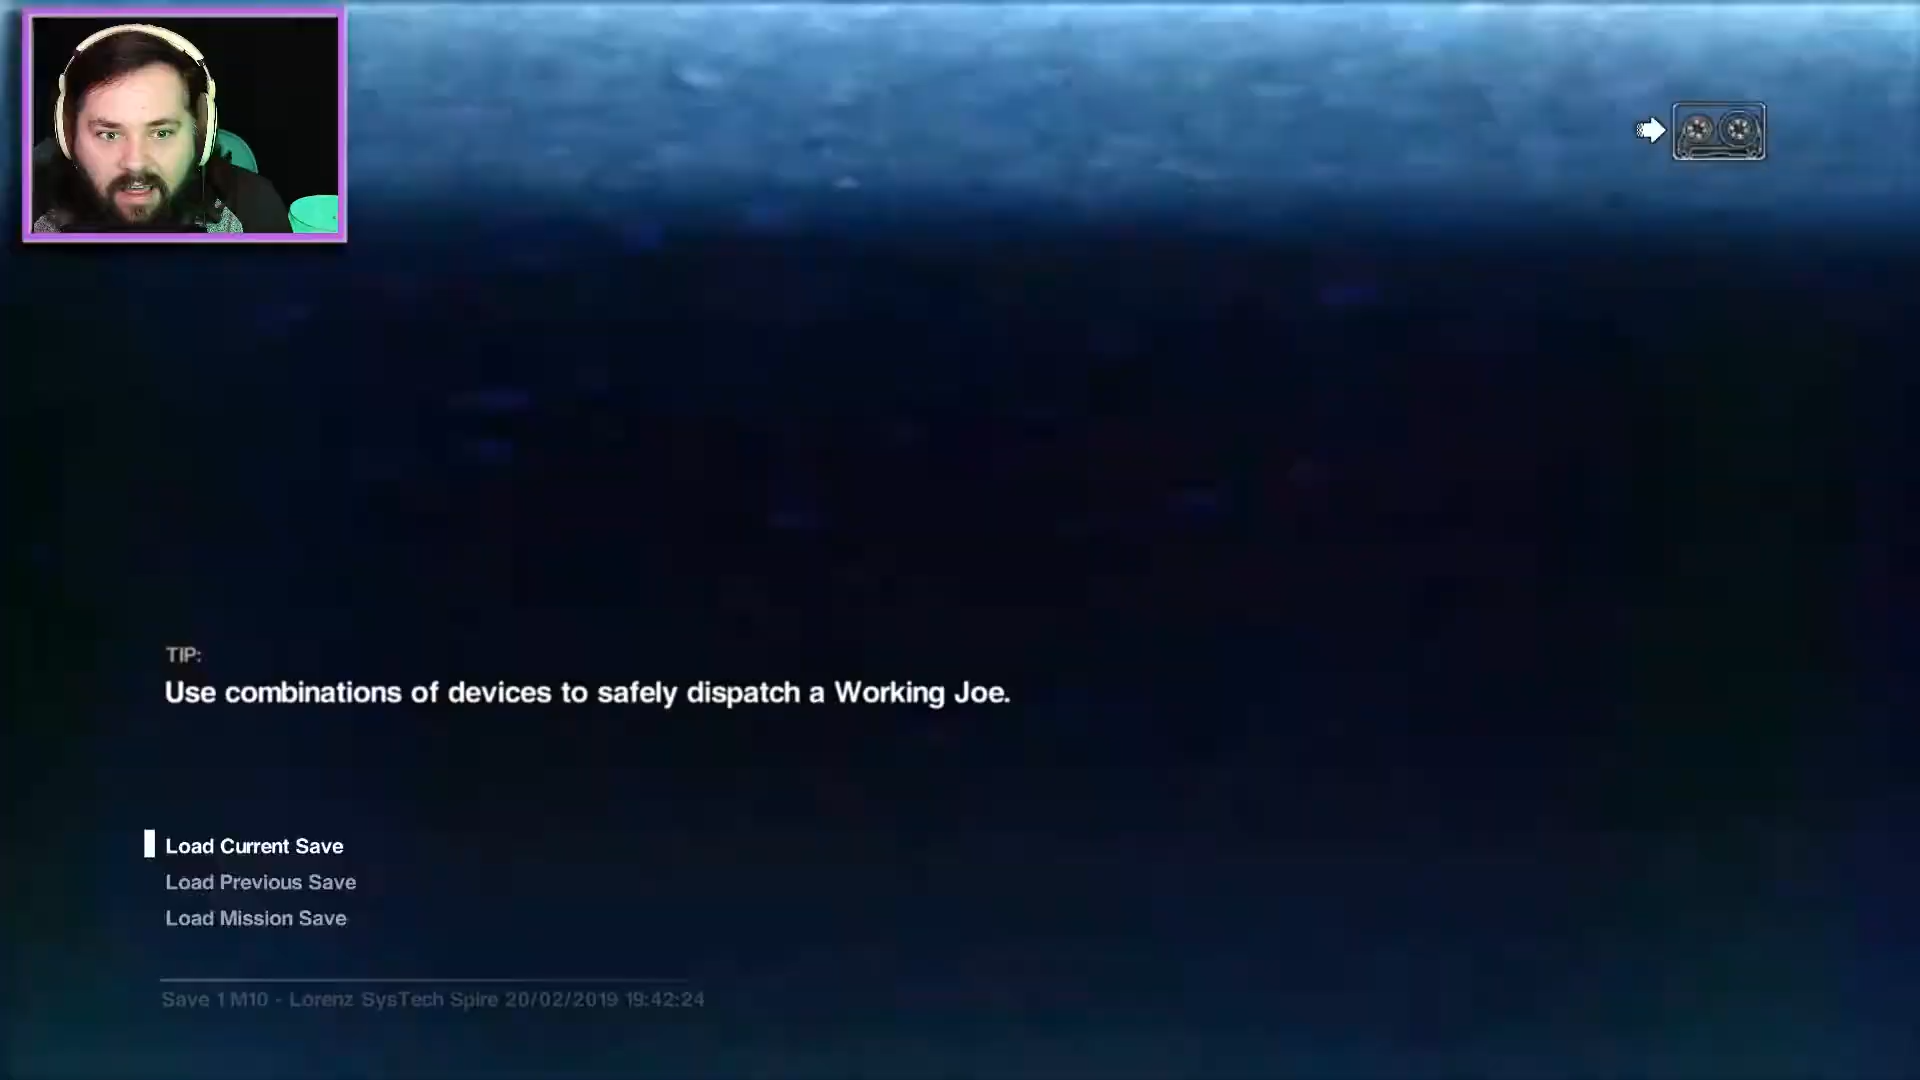 TIP:
Use combinations of devices to safely dispatch a Working Joe.
Load Current Save
Load Previous Save
Load Mission Save
Save 1 M10 - Lorenz SysTech Spire 20/02/2019 19:42:24